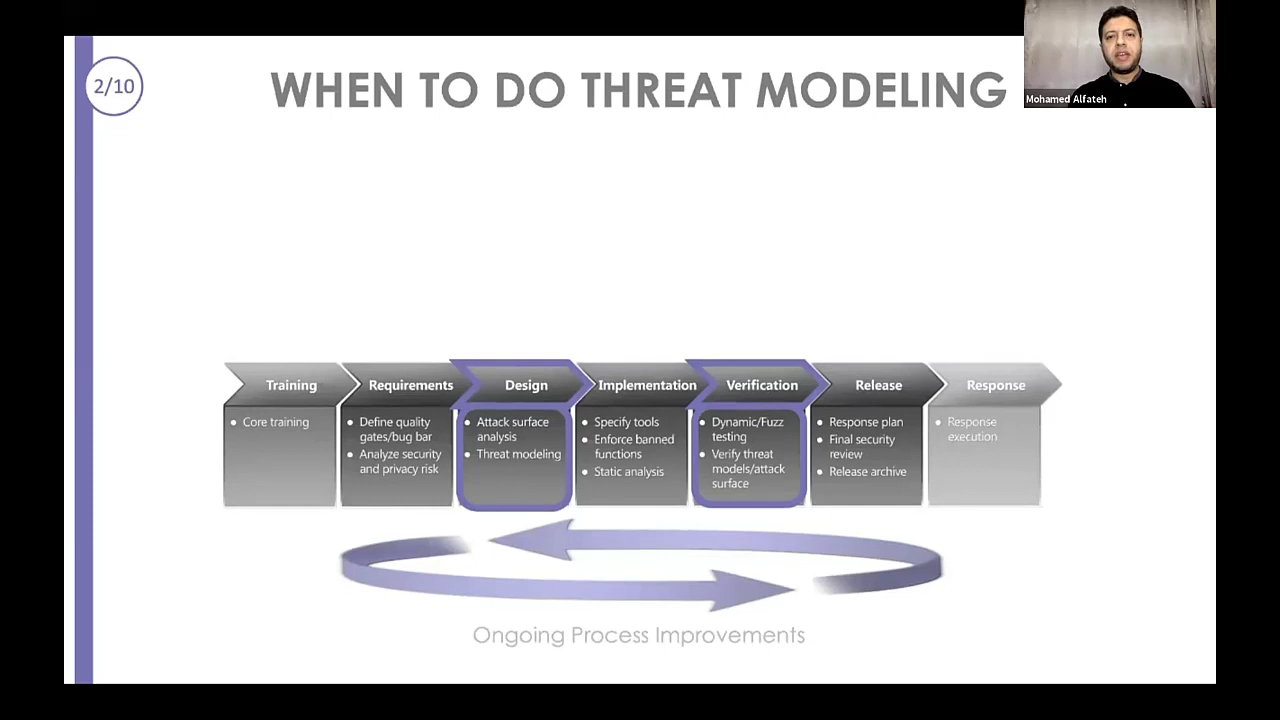 2/10
WHEN TO DO THREAT MODELING
Mohamed Alfateh
Training
• Core training
Requirements
• Define quality
gates/bug bar
• Analyze security
and privacy risk
Design
• Attack surface
analysis
• Threat modeling
Implementation
• Specify tools
• Enforce banned
functions
• Static analysis
Verification
• Dynamic/Fuzz
testing
• Verify threat
models/attack
surface
Release
• Response plan
• Final security
review
• Release archive
Response
• Response
execution
Ongoing Process Improvements